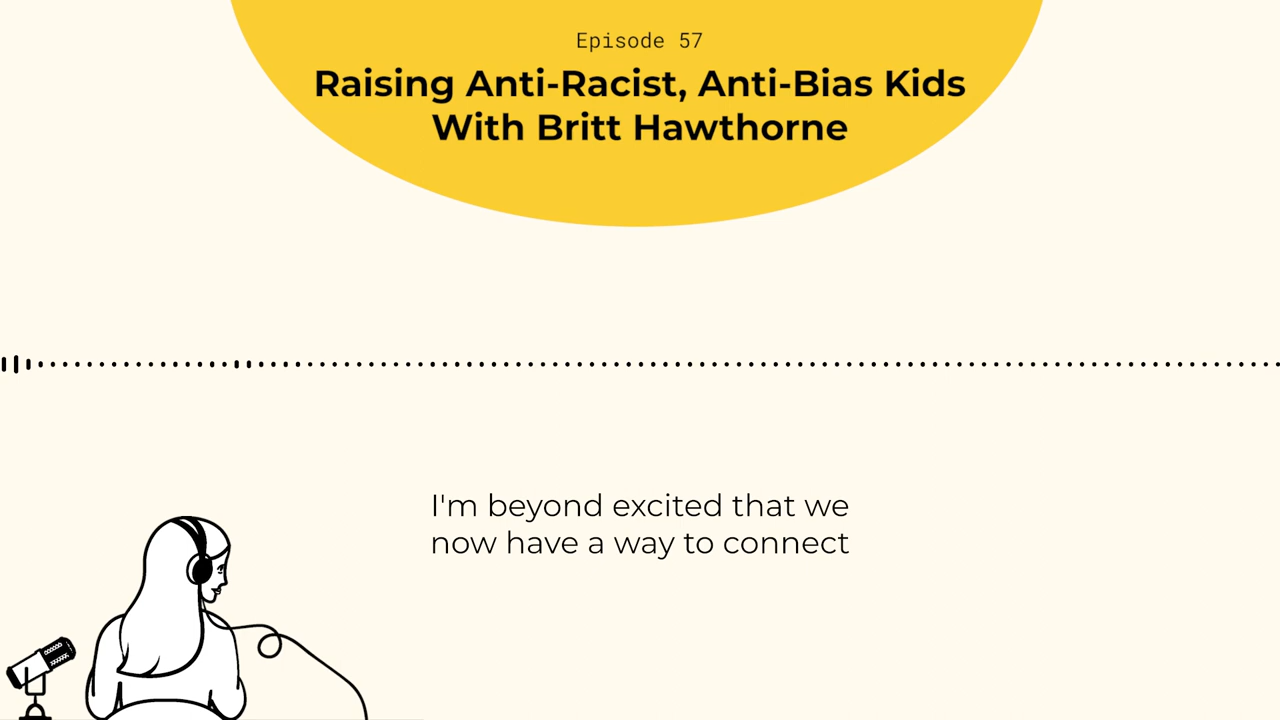 Episode 57
Raising Anti-Racist, Anti-Bias Kids
With Britt Hawthorne
I'm beyond excited that we
now have a way to connect